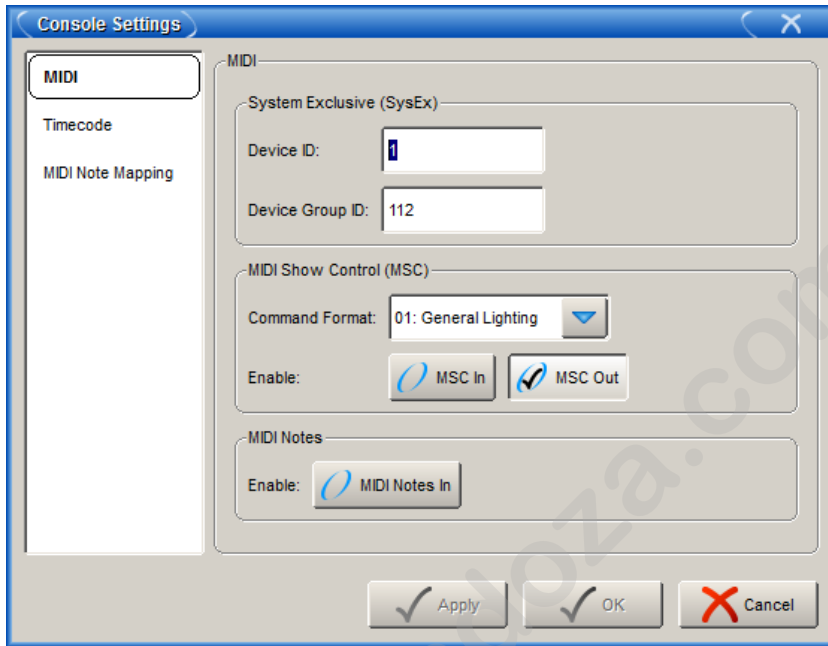 Console Settings
MIDI
Timecode
MIDI Note Mapping
MIDI
System Exclusive (SysEx)
Device ID: 1
Device Group ID: 112
MIDI Show Control (MSC)
Command Format: 01: General Lighting
Enable: MSC In MSC Out
MIDI Notes
Enable: MIDI Notes In
Apply OK Cancel
doza.com